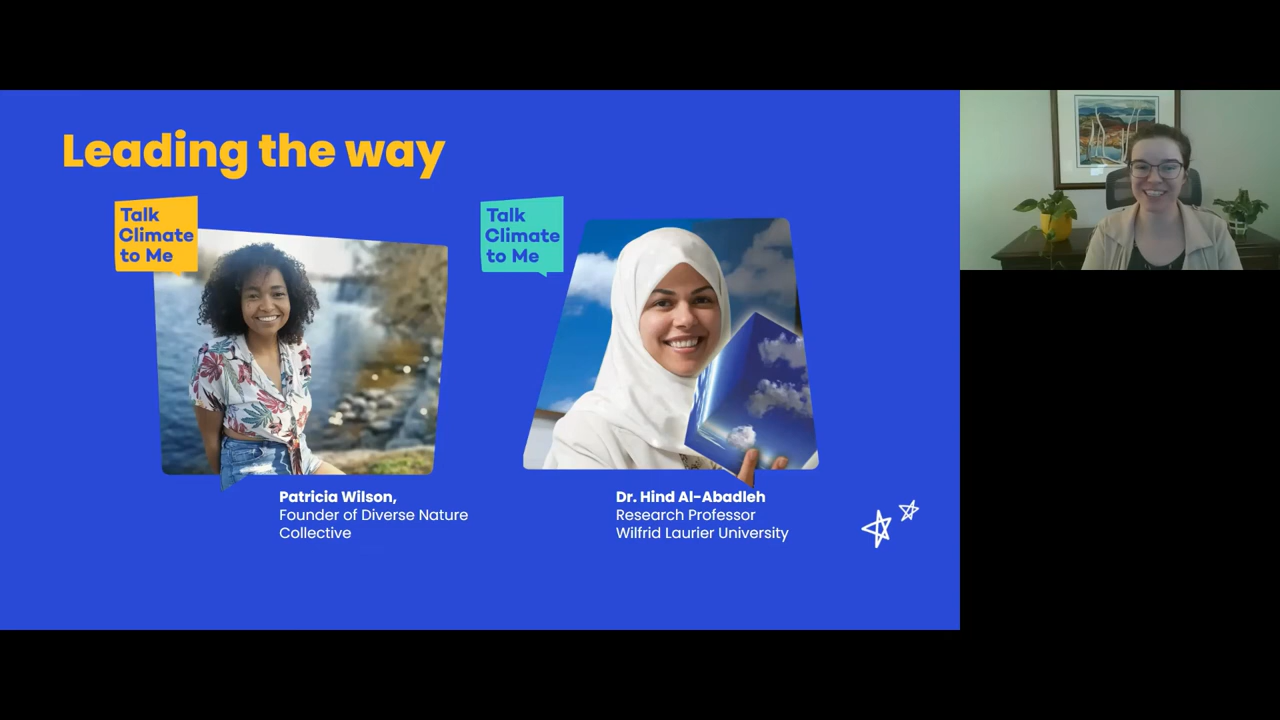 Leading the way
Talk
Climate
to Me
Talk
Climate
to Me
Patricia Wilson,
Founder of Diverse Nature
Collective
Dr. Hind Al-Abadleh
Research Professor
Wilfrid Laurier University